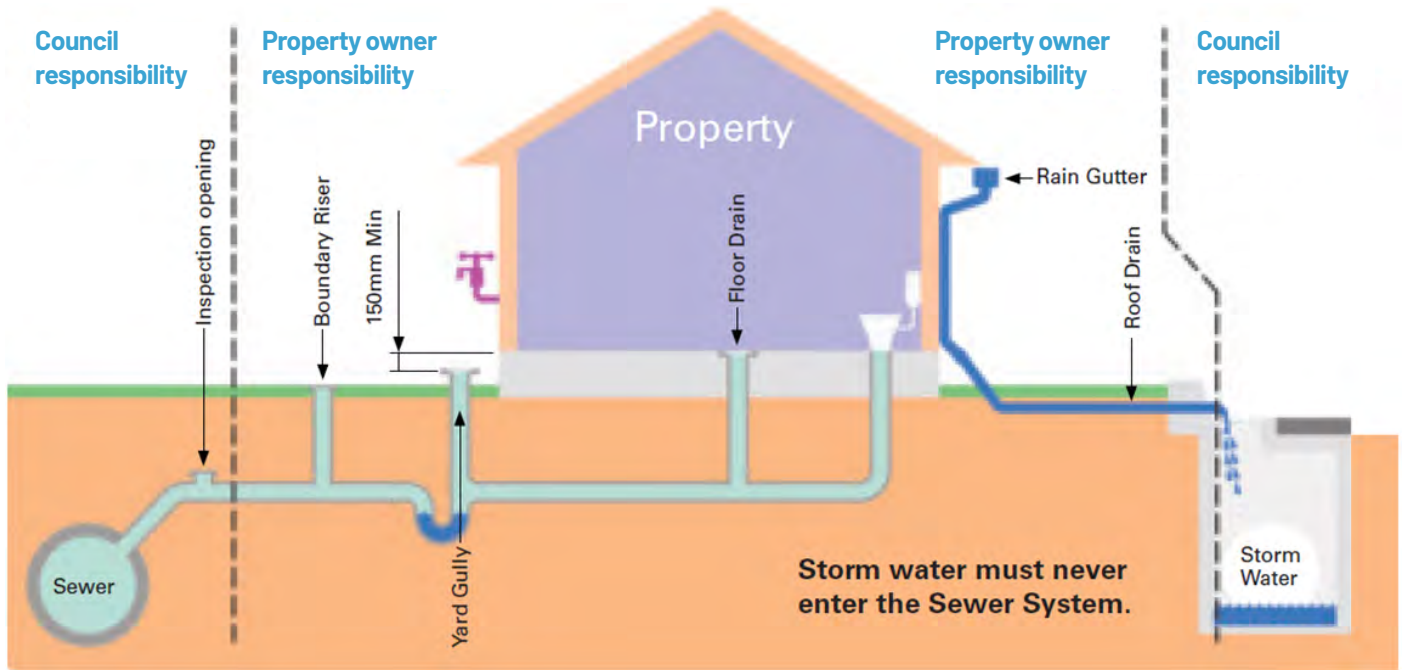 Council
responsibility
Property owner
responsibility
Property owner
responsibility
Council
responsibility
Property
Inspection opening
Boundary Riser
150mm Min
Floor Drain
Rain Gutter
Roof Drain
Yard Gully
Sewer
Storm water must never
enter the Sewer System.
Storm
Water